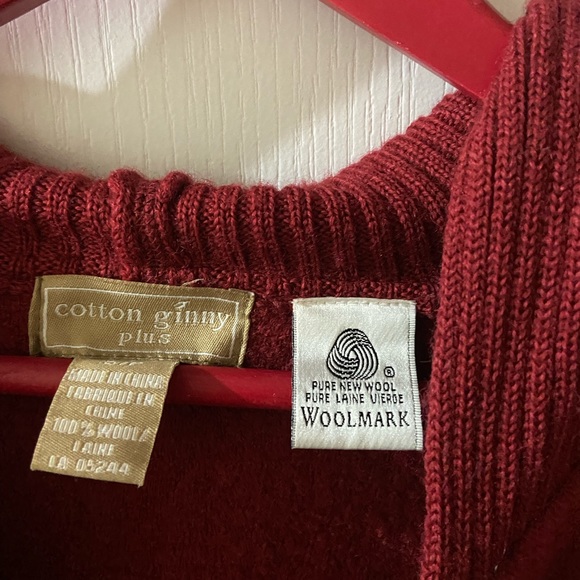 cotton ginny
plus
MADE IN CHINA
FABRIQUE EN
CHINE
100% WOOL/
LAINE
CA 05244
®
PURE NEW WOOL
PURE LAINE VIERGE
WOOLMARK